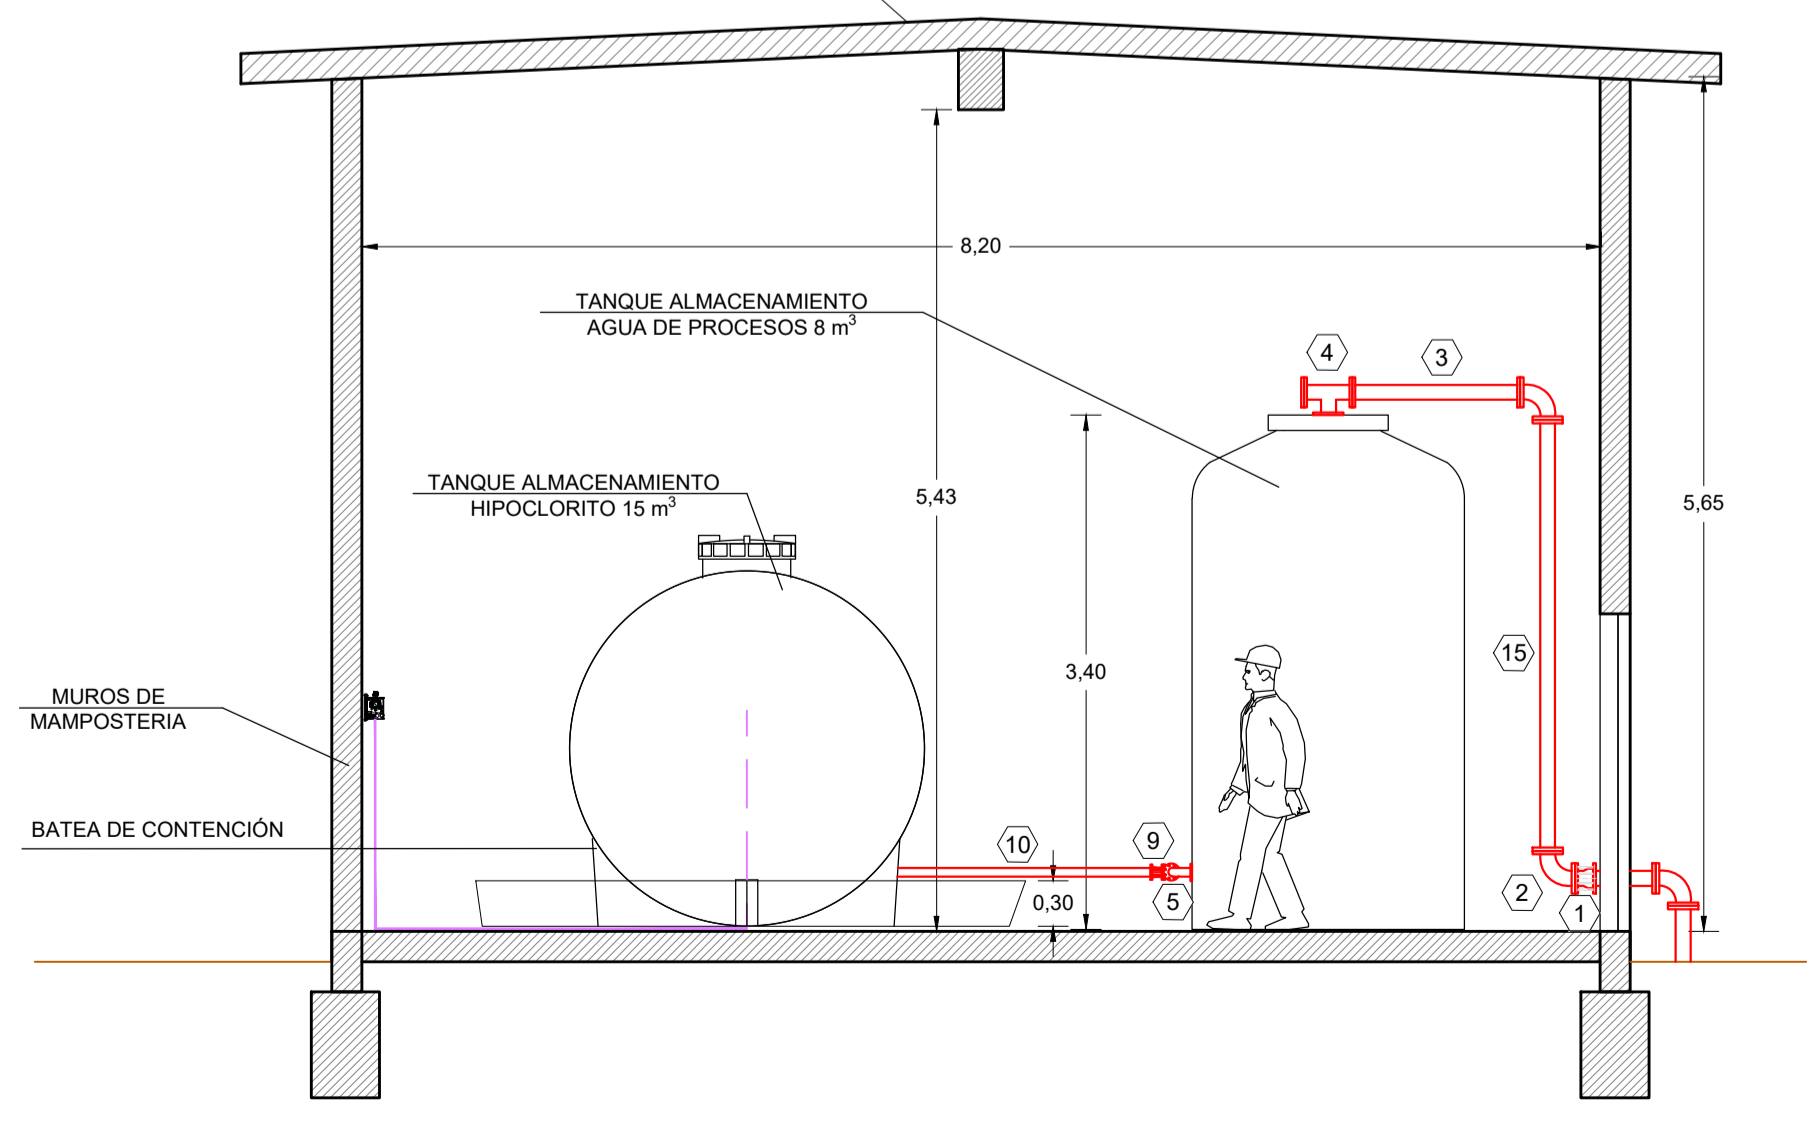 8,20
TANQUE ALMACENAMIENTO
AGUA DE PROCESOS 8 m³
4
3
TANQUE ALMACENAMIENTO
HIPOCLORITO 15 m³
5,43
5,65
3,40
15
MUROS DE
MAMPOSTERIA
BATEA DE CONTENCIÓN
10
9
0,30
5
2
1